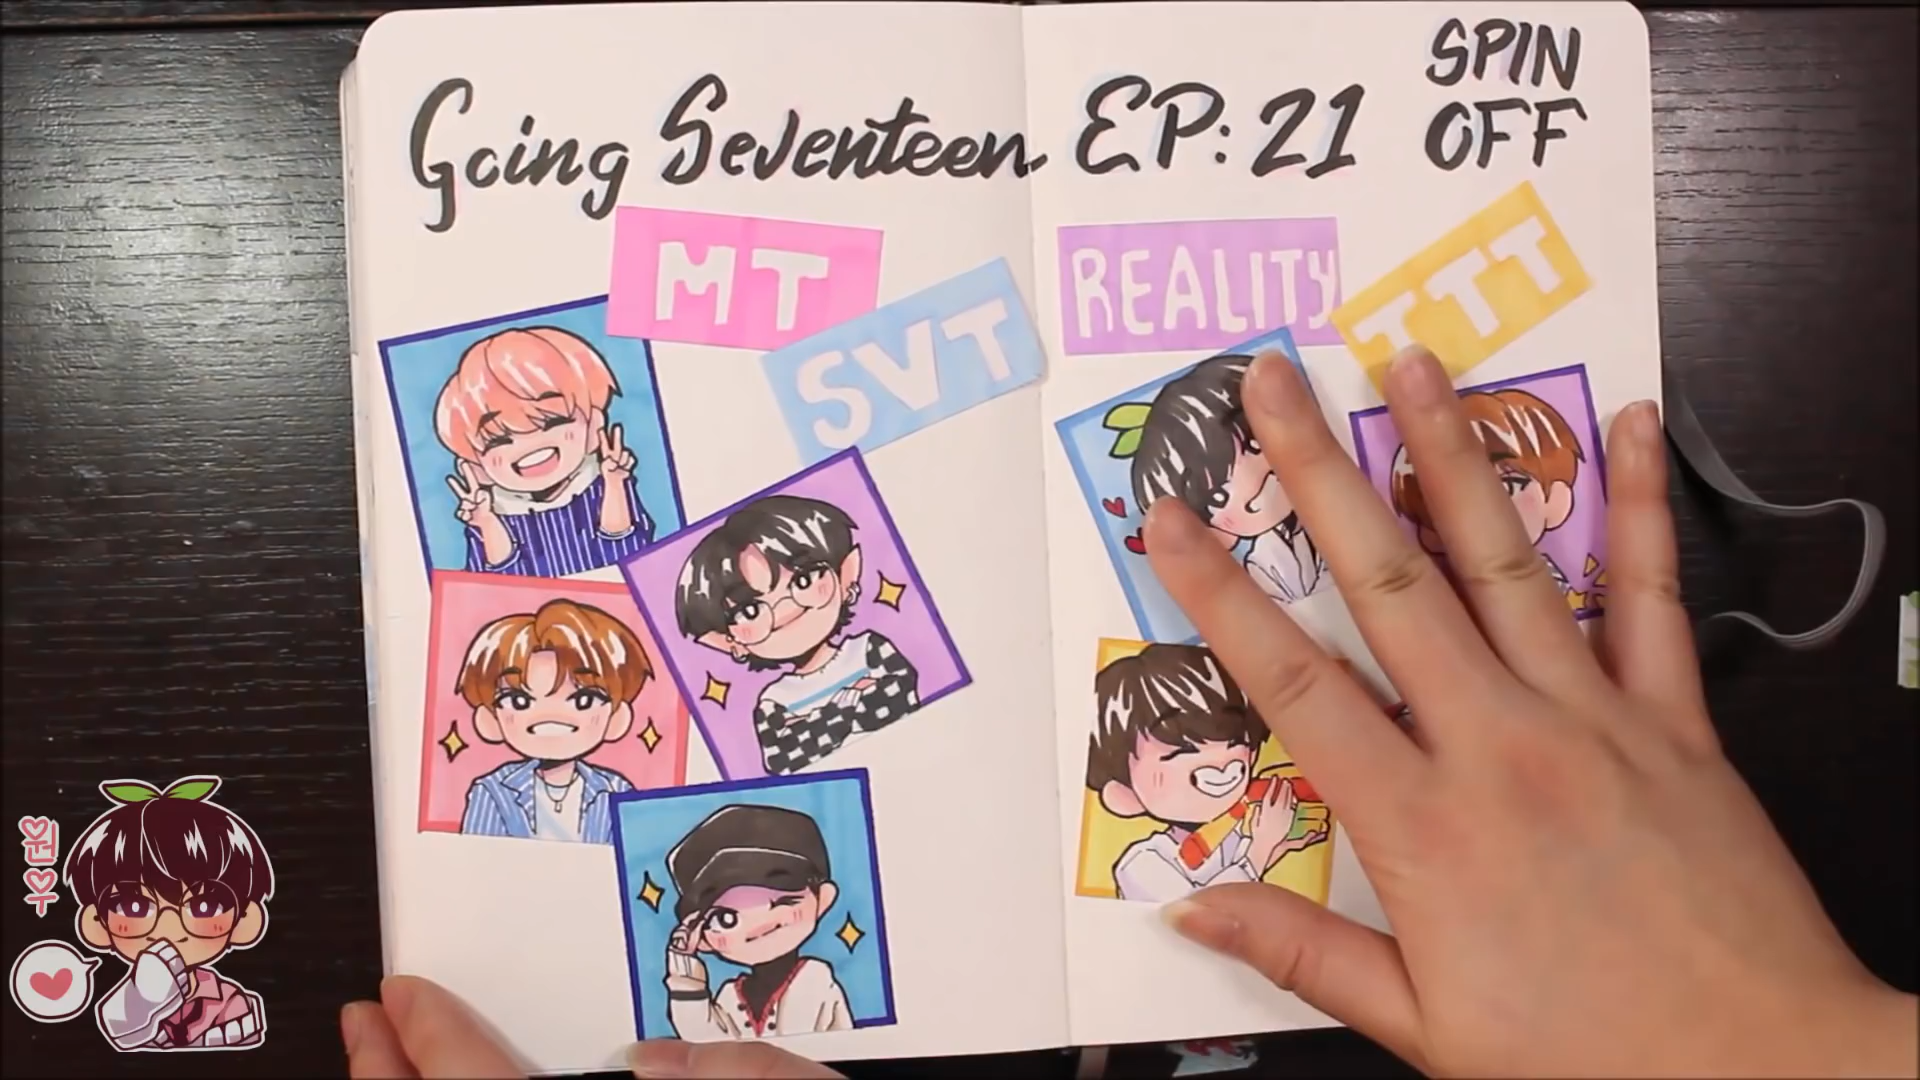 Going Seventeen EP: 21
SPIN
OFF
MT
SVT
REALITY
TTT
원
우